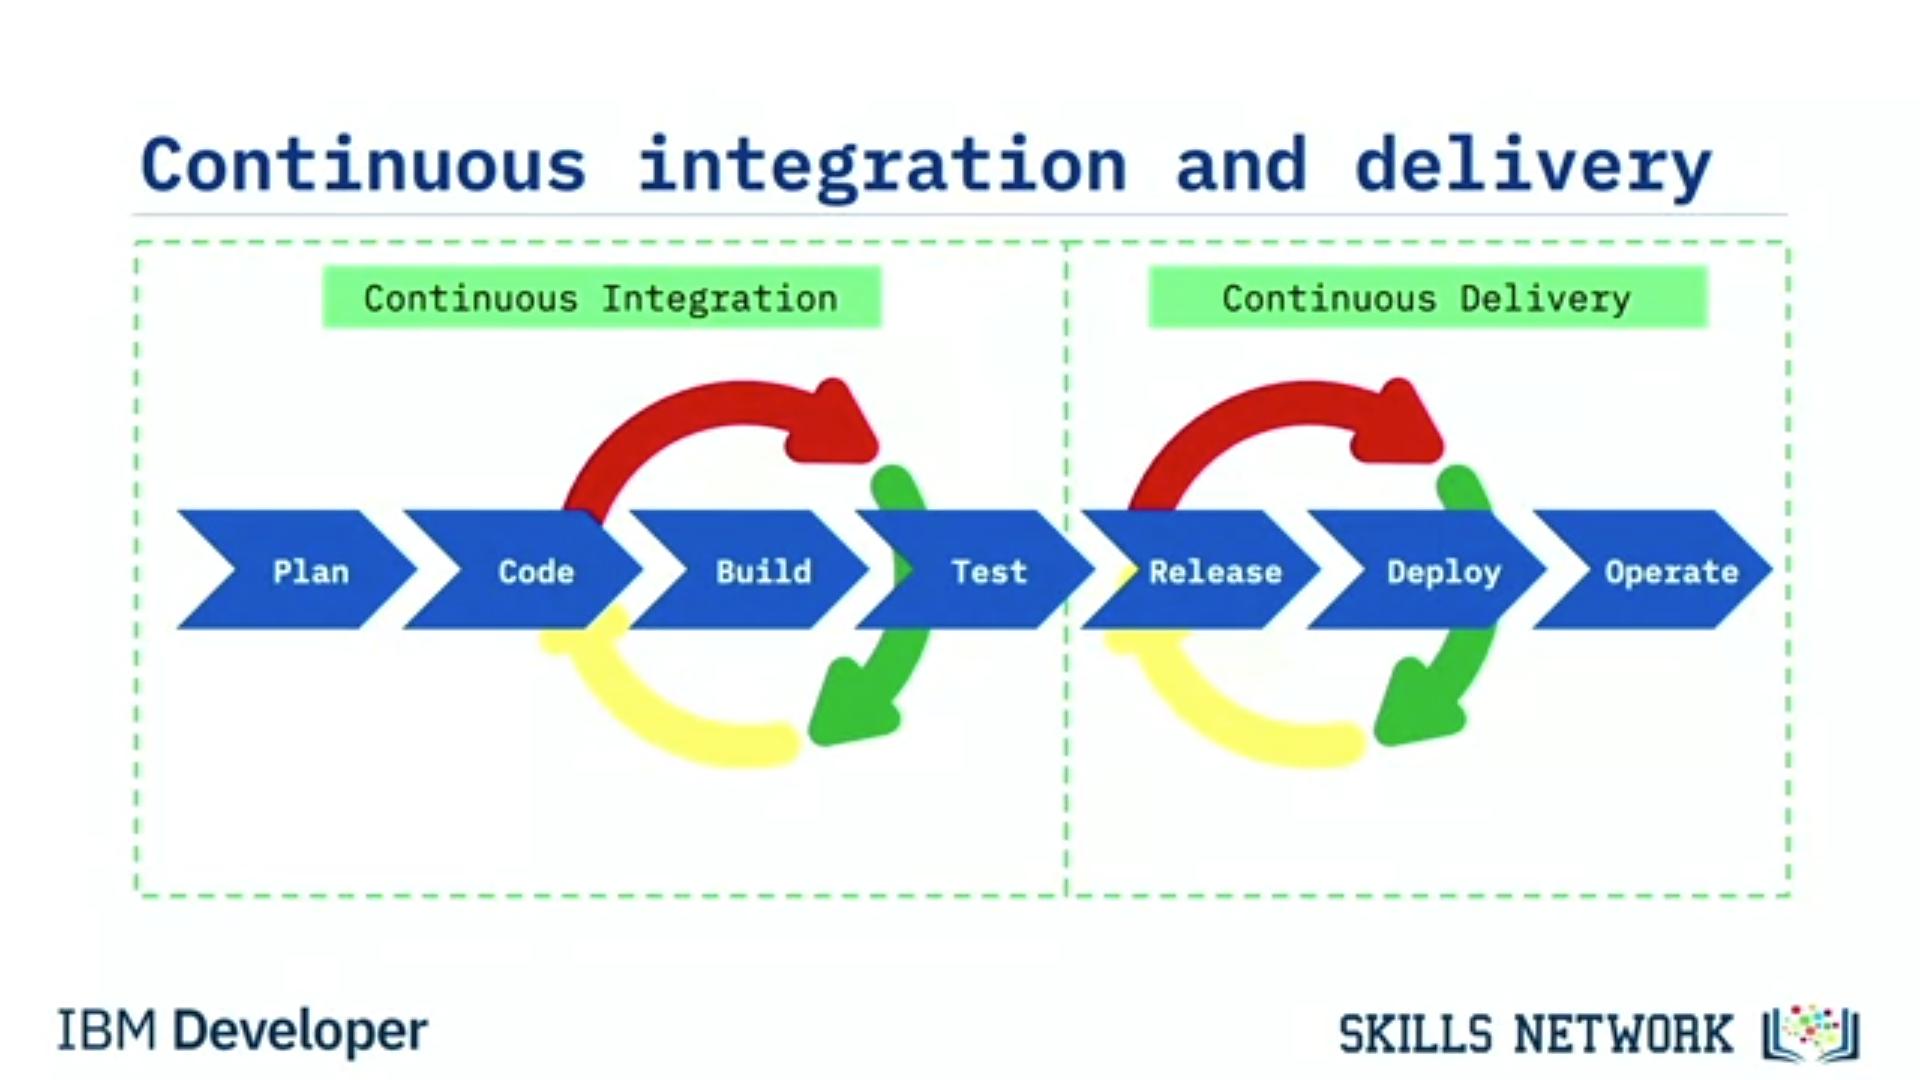 Continuous integration and delivery
Continuous Integration
Continuous Delivery
Plan
Code
Build
Test
Release
Deploy
Operate
IBM Developer
SKILLS NETWORK